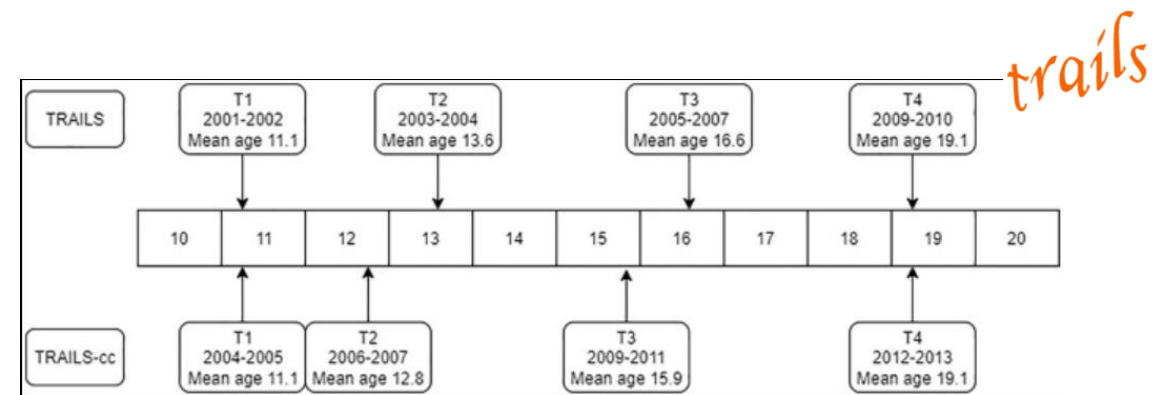 trails
TRAILS
T1
2001-2002
Mean age 11.1
T2
2003-2004
Mean age 13.6
T3
2005-2007
Mean age 16.6
T4
2009-2010
Mean age 19.1
10 11 12 13 14 15 16 17 18 19 20
TRAILS-cc
T1
2004-2005
Mean age 11.1
T2
2006-2007
Mean age 12.8
T3
2009-2011
Mean age 15.9
T4
2012-2013
Mean age 19.1